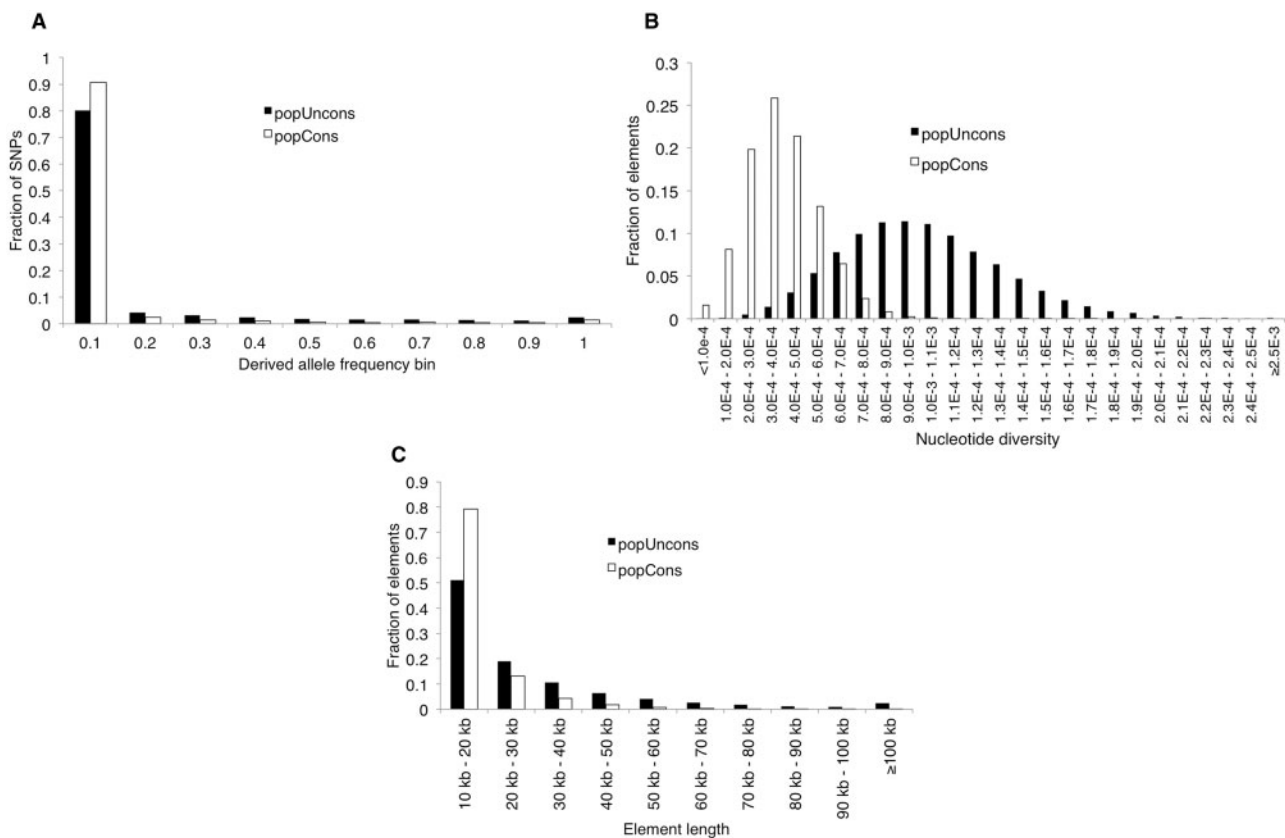 A
Fraction of SNPs
1
0.9
0.8
0.7
0.6
0.5
0.4
0.3
0.2
0.1
0
popUncons
popCons
0.1 0.2 0.3 0.4 0.5 0.6 0.7 0.8 0.9 1
Derived allele frequency bin
B
Fraction of elements
0.3
0.25
0.2
0.15
0.1
0.05
0
popUncons
popCons
<1.0e-4
1.0E-4 - 2.0E-4
2.0E-4 - 3.0E-4
3.0E-4 - 4.0E-4
4.0E-4 - 5.0E-4
5.0E-4 - 6.0E-4
6.0E-4 - 7.0E-4
7.0E-4 - 8.0E-4
8.0E-4 - 9.0E-4
9.0E-4 - 1.0E-3
1.0E-3 - 1.1E-3
1.1E-4 - 1.2E-4
1.2E-4 - 1.3E-4
1.3E-4 - 1.4E-4
1.4E-4 - 1.5E-4
1.5E-4 - 1.6E-4
1.6E-4 - 1.7E-4
1.7E-4 - 1.8E-4
1.8E-4 - 1.9E-4
1.9E-4 - 2.0E-4
2.0E-4 - 2.1E-4
2.1E-4 - 2.2E-4
2.2E-4 - 2.3E-4
2.3E-4 - 2.4E-4
2.4E-4 - 2.5E-4
≥2.5E-3
Nucleotide diversity
C
Fraction of elements
0.9
0.8
0.7
0.6
0.5
0.4
0.3
0.2
0.1
0
popUncons
popCons
10 kb - 20 kb
20 kb - 30 kb
30 kb - 40 kb
40 kb - 50 kb
50 kb - 60 kb
60 kb - 70 kb
70 kb - 80 kb
80 kb - 90 kb
90 kb - 100 kb
≥100 kb
Element length